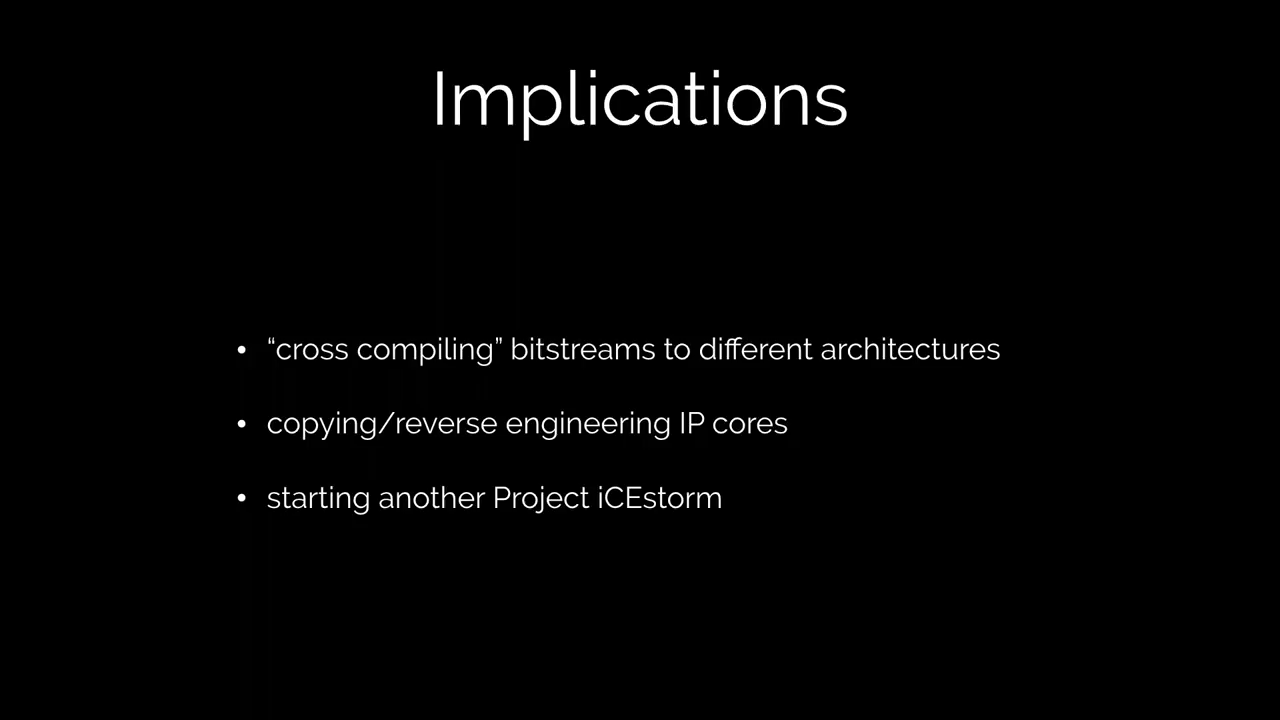 Implications
• “cross compiling” bitstreams to different architectures
• copying/reverse engineering IP cores
• starting another Project iCEstorm